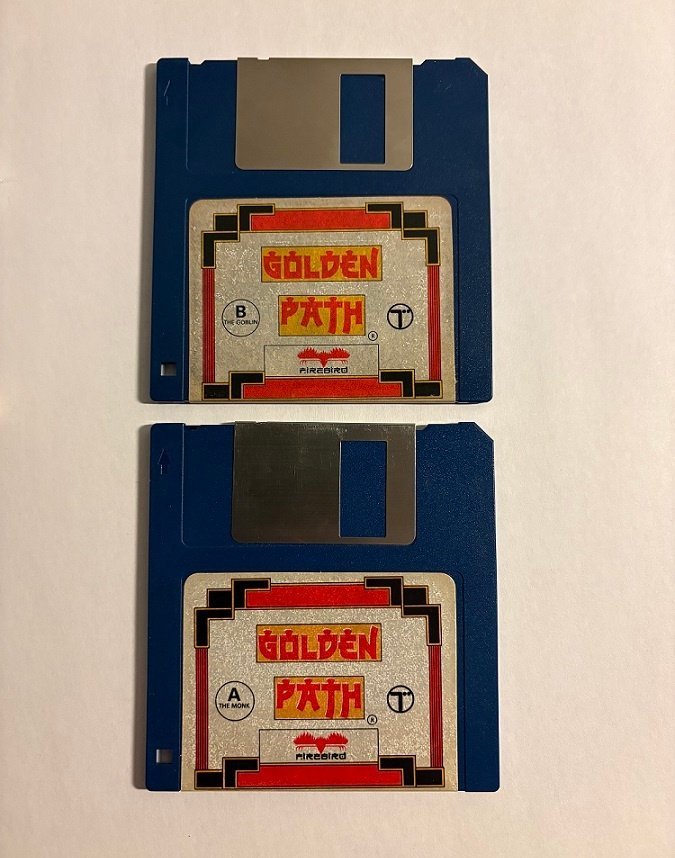 GOLDEN
PATH
B
THE GOBLIN
T
®
FIREBIRD
GOLDEN
PATH
A
THE MONK
T
®
FIREBIRD